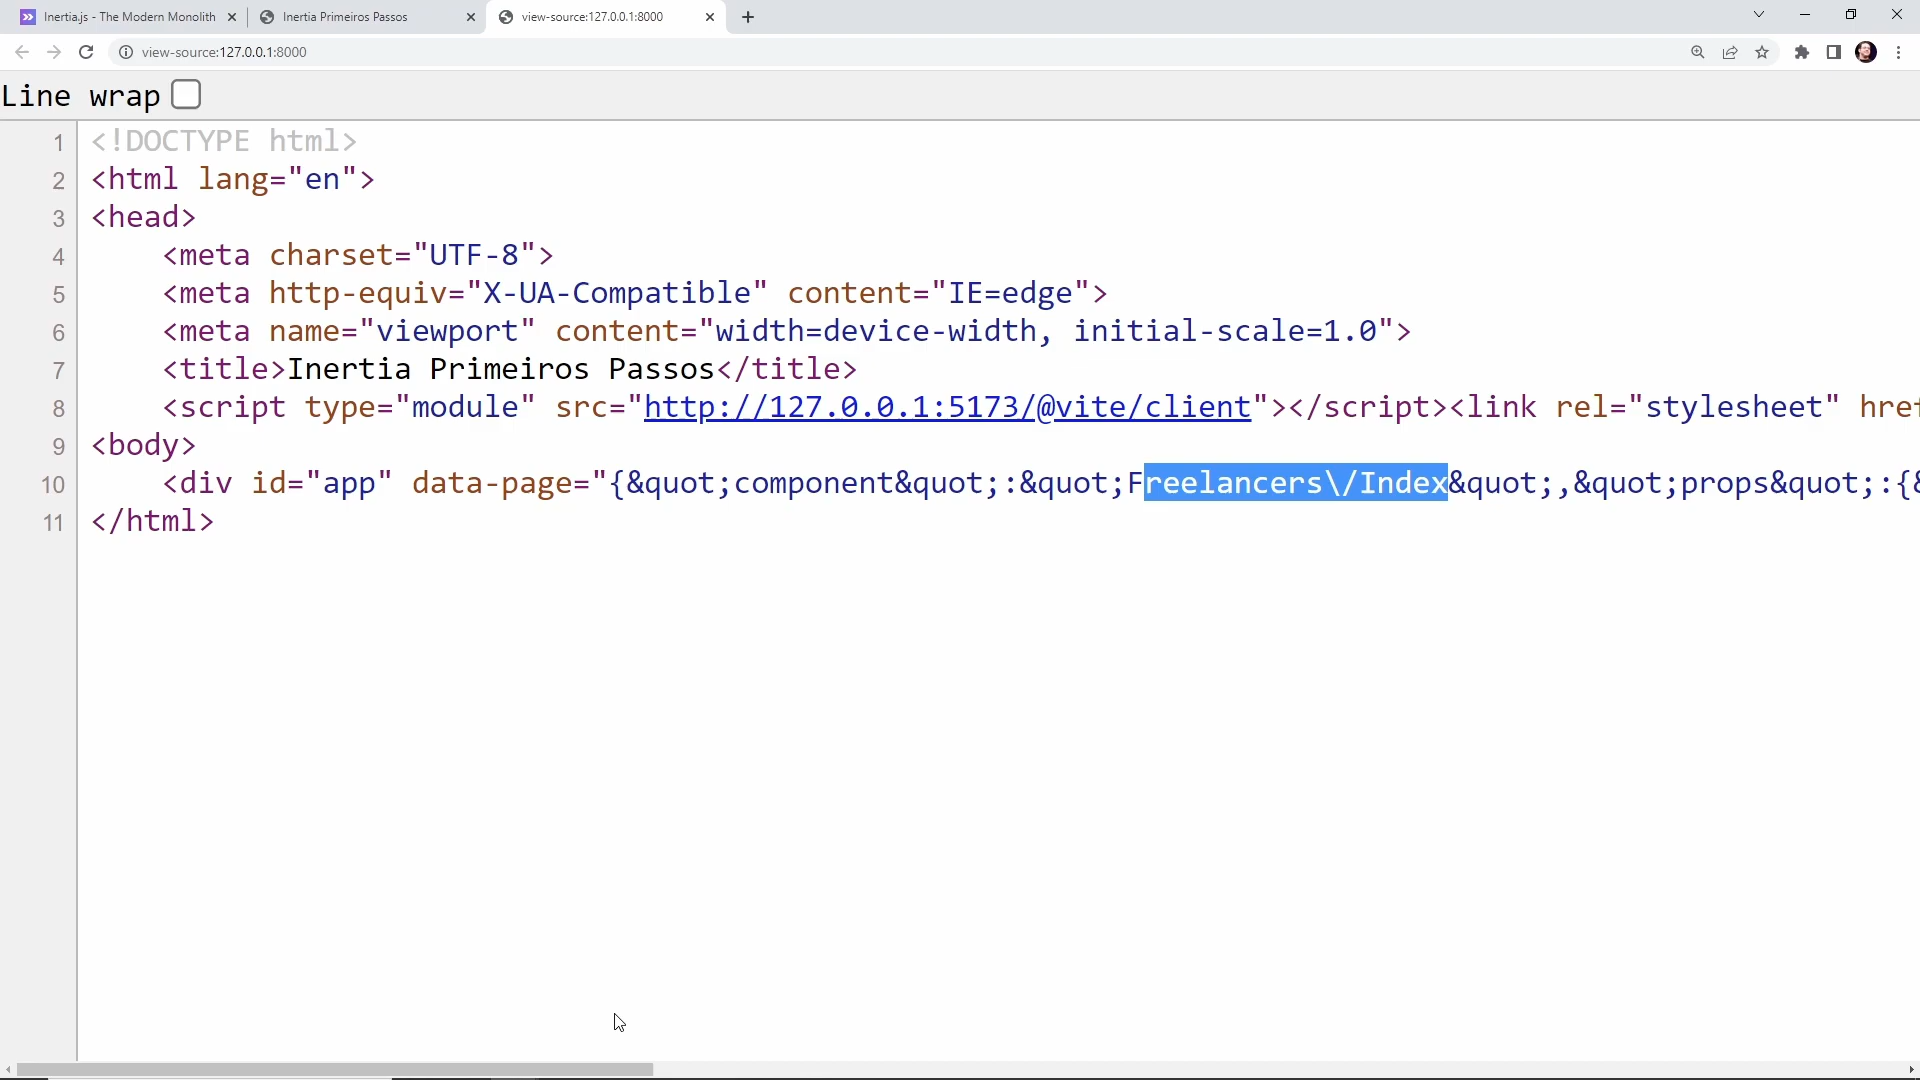 Inertia.js - The Modern Monolith
Inertia Primeiros Passos
view-source:127.0.0.1:8000
view-source:127.0.0.1:8000
Line wrap
1 <!DOCTYPE html>
2 <html lang="en">
3 <head>
4 <meta charset="UTF-8">
5 <meta http-equiv="X-UA-Compatible" content="IE=edge">
6 <meta name="viewport" content="width=device-width, initial-scale=1.0">
7 <title>Inertia Primeiros Passos</title>
8 <script type="module" src="http://127.0.0.1:5173/@vite/client"></script><link rel="stylesheet" href
9 <body>
10 <div id="app" data-page="{&quot;component&quot;:&quot;Freelancers\/Index&quot;,&quot;props&quot;:{&
11 </html>